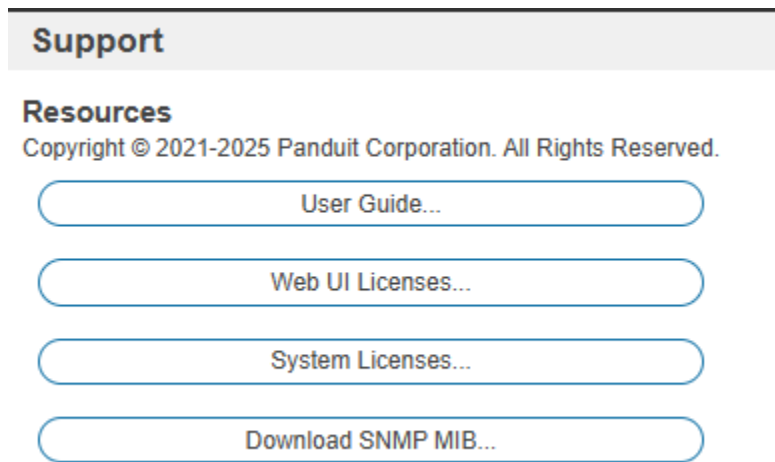 Support
Resources
Copyright © 2021-2025 Panduit Corporation. All Rights Reserved.
User Guide...
Web UI Licenses...
System Licenses...
Download SNMP MIB...